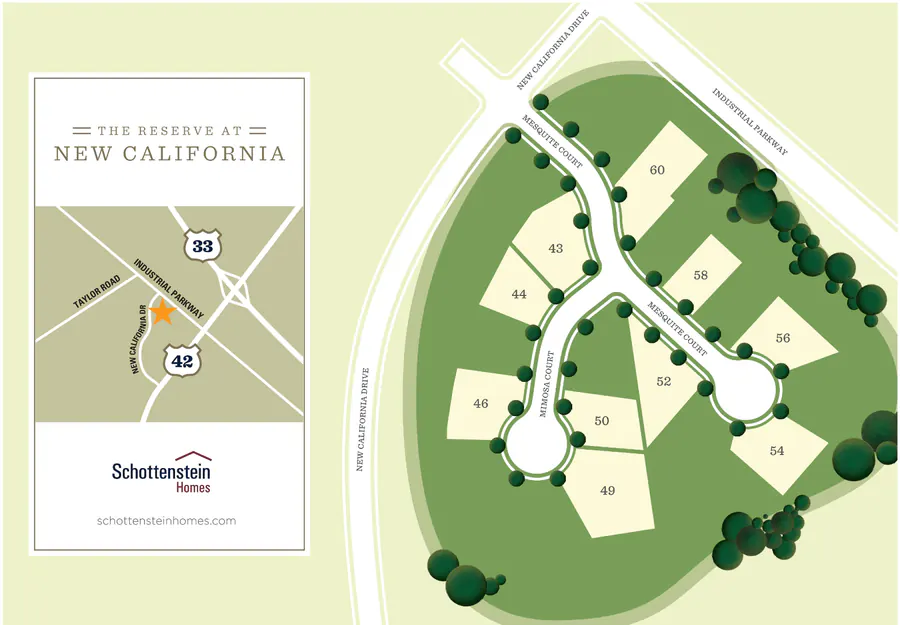 THE RESERVE AT
NEW CALIFORNIA
33
INDUSTRIAL PARKWAY
TAYLOR ROAD
NEW CALIFORNIA DR
42
Schottenstein
Homes
schottensteinhomes.com
NEW CALIFORNIA DRIVE
INDUSTRIAL PARKWAY
MESQUITE COURT
60
43
58
44
MESQUITE COURT
56
52
MIMOSA COURT
46
50
NEW CALIFORNIA DRIVE
54
49